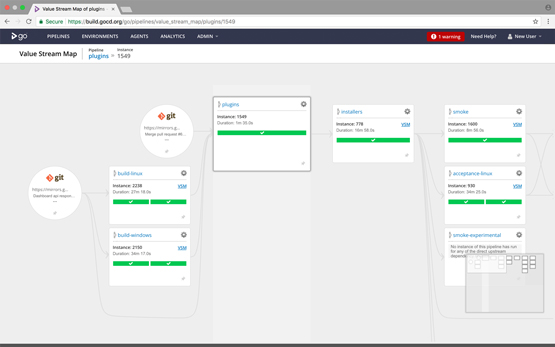 Value Stream Map of plugins
Secure
https://build.gocd.org/go/pipelines/value_stream_map/plugins/1549
go
PIPELINES
ENVIRONMENTS
AGENTS
ANALYTICS
ADMIN
1 warning
Need Help?
New User
Value Stream Map
Pipeline
plugins
>
Instance
1549
git
https://mirrors.g...
Merge pull request #6...
...
plugins
Instance: 1549
Duration: 1m 35.0s
installers
Instance: 778
VSM
Duration: 16m 58.0s
smoke
Instance: 1600
VSM
Duration: 8m 56.0s
git
https://mirrors.g...
Dashboard api-respon...
...
build-linux
Instance: 2238
VSM
Duration: 27m 18.0s
acceptance-linux
Instance: 930
VSM
Duration: 34m 25.0s
build-windows
Instance: 2150
VSM
Duration: 34m 17.0s
smoke-experimental
No instance of this pipeline has run
for any of the direct upstream